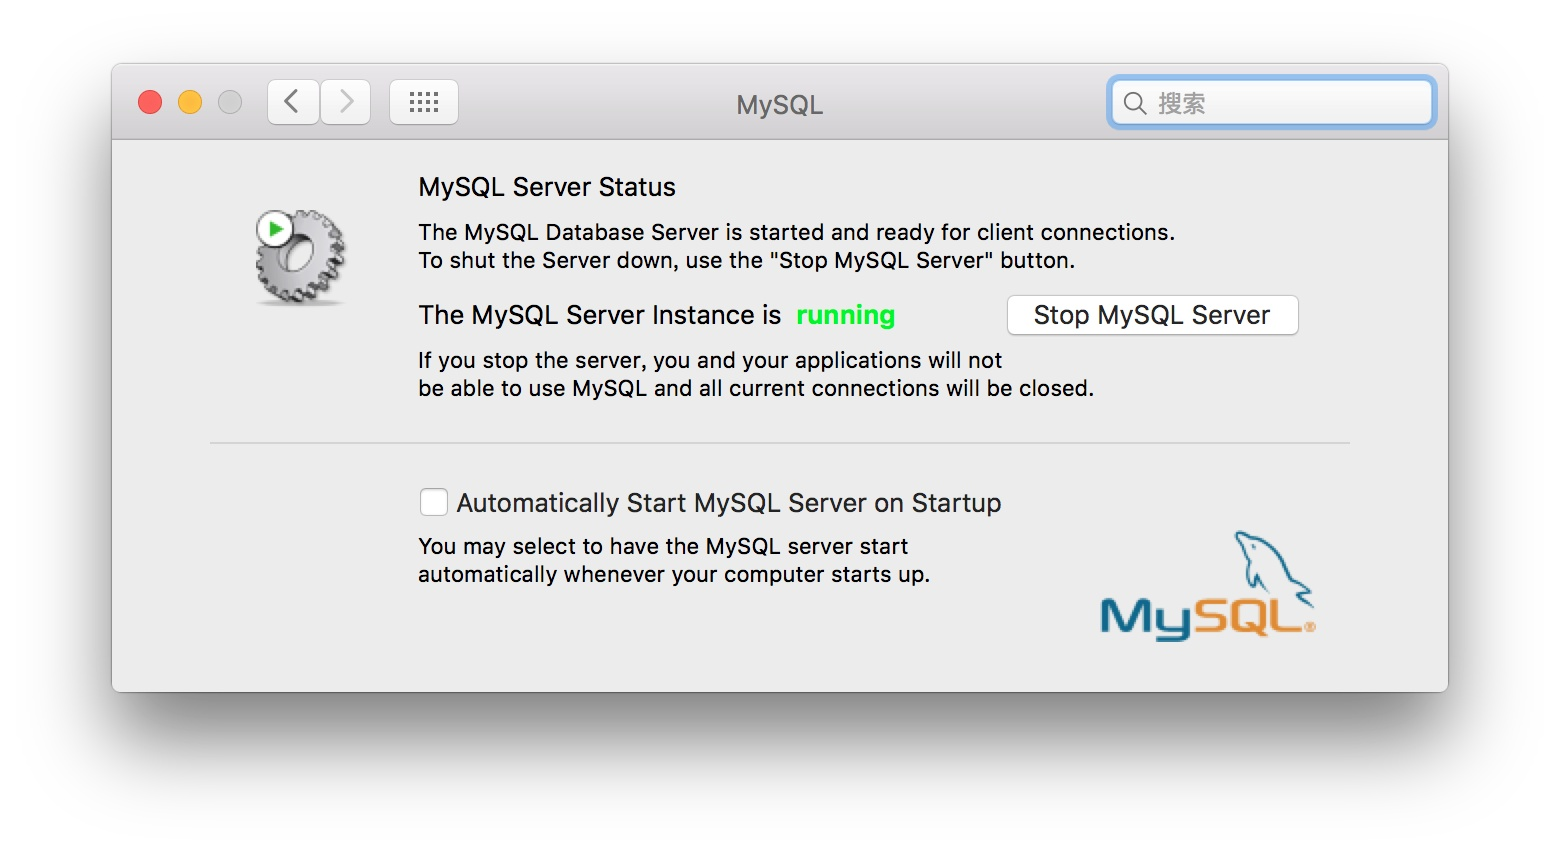 MySQL
搜索
MySQL Server Status
The MySQL Database Server is started and ready for client connections.
To shut the Server down, use the "Stop MySQL Server" button.
The MySQL Server Instance is running
Stop MySQL Server
If you stop the server, you and your applications will not
be able to use MySQL and all current connections will be closed.
Automatically Start MySQL Server on Startup
You may select to have the MySQL server start
automatically whenever your computer starts up.
MySQL®